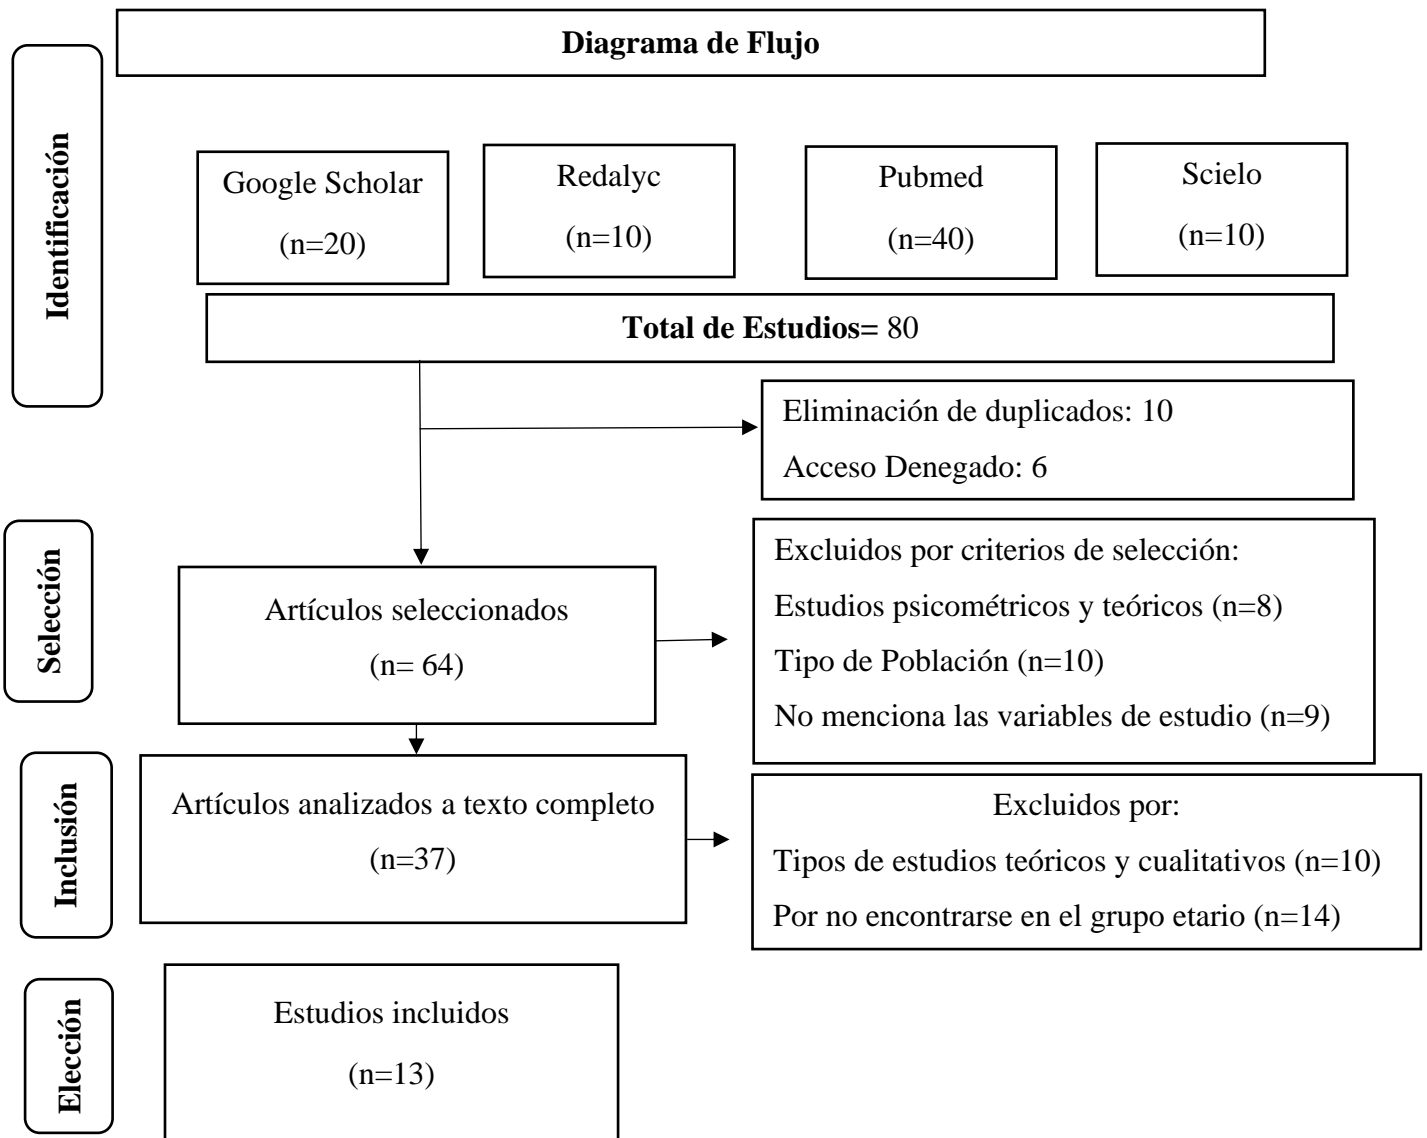 Diagrama de Flujo
Identificación
Google Scholar
(n=20)
Redalyc
(n=10)
Pubmed
(n=40)
Scielo
(n=10)
Total de Estudios= 80
Eliminación de duplicados: 10
Acceso Denegado: 6
Selección
Artículos seleccionados
(n= 64)
Excluidos por criterios de selección:
Estudios psicométricos y teóricos (n=8)
Tipo de Población (n=10)
No menciona las variables de estudio (n=9)
Inclusión
Artículos analizados a texto completo
(n=37)
Excluidos por:
Tipos de estudios teóricos y cualitativos (n=10)
Por no encontrarse en el grupo etario (n=14)
Elección
Estudios incluidos
(n=13)